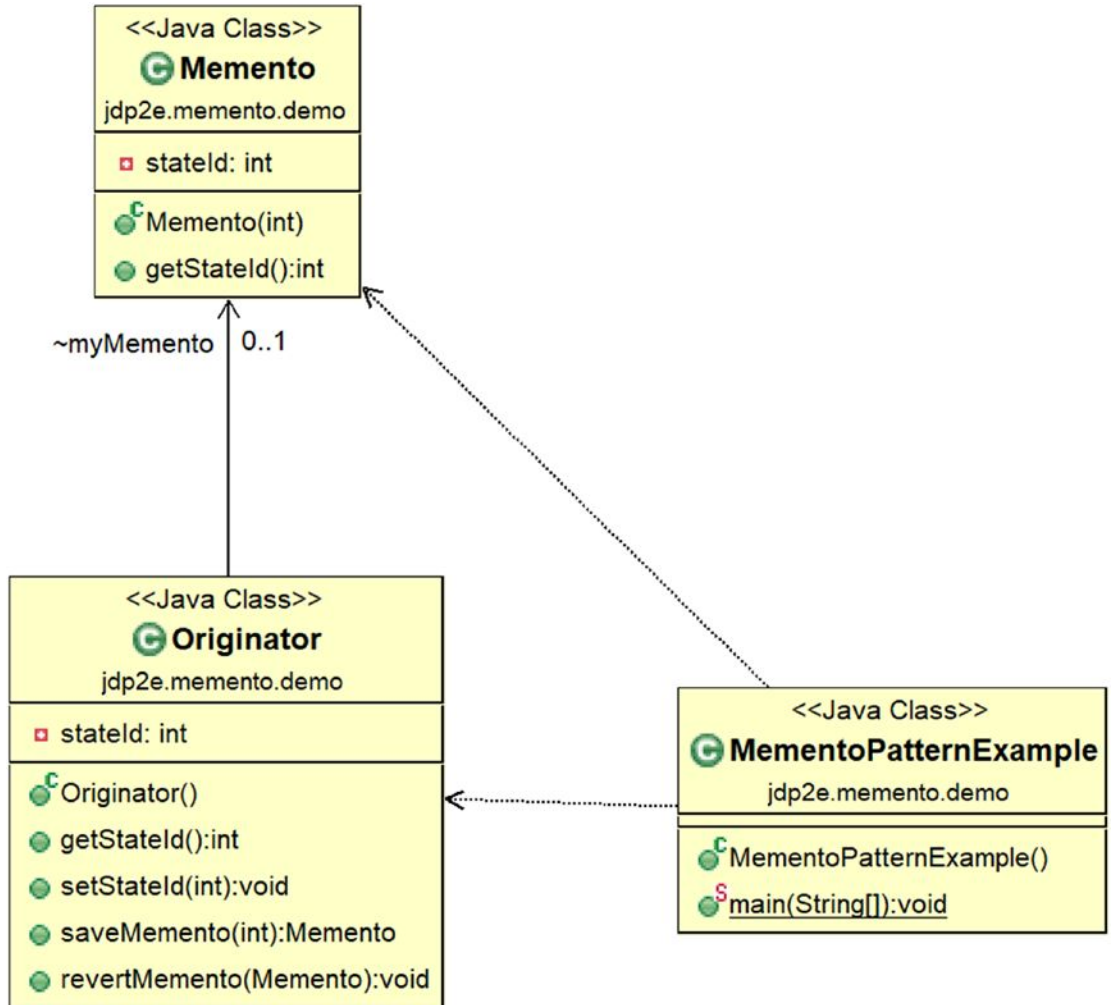 <<Java Class>>
C Memento
jdp2e.memento.demo
stateId: int
C Memento(int)
getStateId():int
~myMemento 0..1
<<Java Class>>
C Originator
jdp2e.memento.demo
stateId: int
C Originator()
getStateId():int
setStateId(int):void
saveMemento(int):Memento
revertMemento(Memento):void
<<Java Class>>
C MementoPatternExample
jdp2e.memento.demo
C MementoPatternExample()
S main(String[]):void